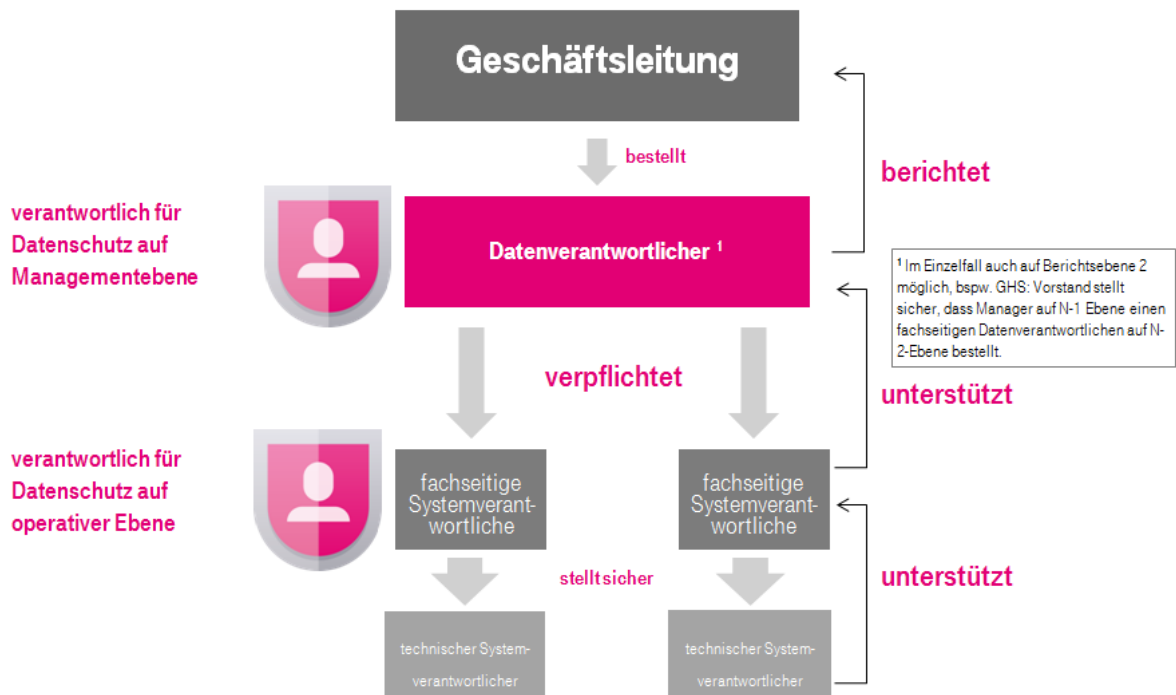 Geschäftsleitung
bestellt
berichtet
verantwortlich für
Datenschutz auf
Managementebene
Datenverantwortlicher ¹
¹ Im Einzelfall auch auf Berichtsebene 2
möglich, bspw. GHS: Vorstand stellt
sicher, dass Manager auf N-1 Ebene einen
fachseitigen Datenverantwortlichen auf N-
2-Ebene bestellt.
verpflichtet
unterstützt
verantwortlich für
Datenschutz auf
operativer Ebene
fachseitige
Systemverant-
wortliche
fachseitige
Systemverant-
wortliche
stellt sicher
unterstützt
technischer System-
verantwortlicher
technischer System-
verantwortlicher